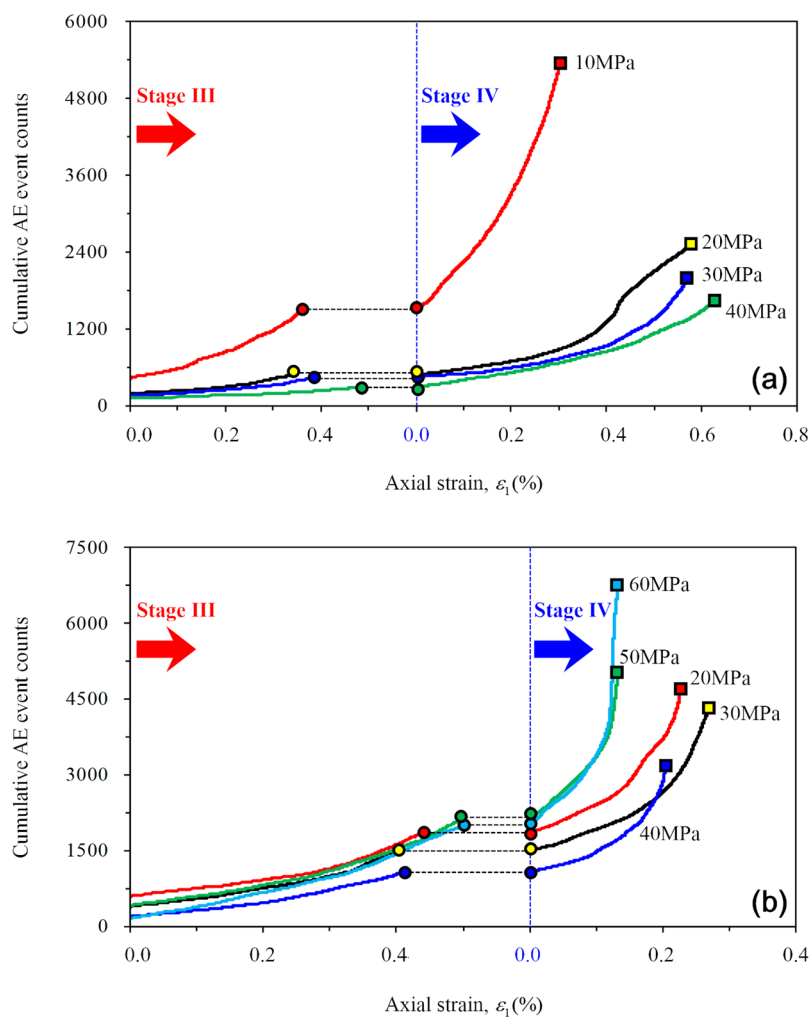 6000
4800
3600
2400
1200
0
Cumulative AE event counts
Stage III
Stage IV
10MPa
20MPa
30MPa
40MPa
(a)
0.0 0.2 0.4 0.0 0.2 0.4 0.6 0.8
Axial strain, ε1(%)
7500
6000
4500
3000
1500
0
Cumulative AE event counts
Stage III
Stage IV
60MPa
50MPa
20MPa
30MPa
40MPa
(b)
0.0 0.2 0.4 0.0 0.2 0.4
Axial strain, ε1(%)